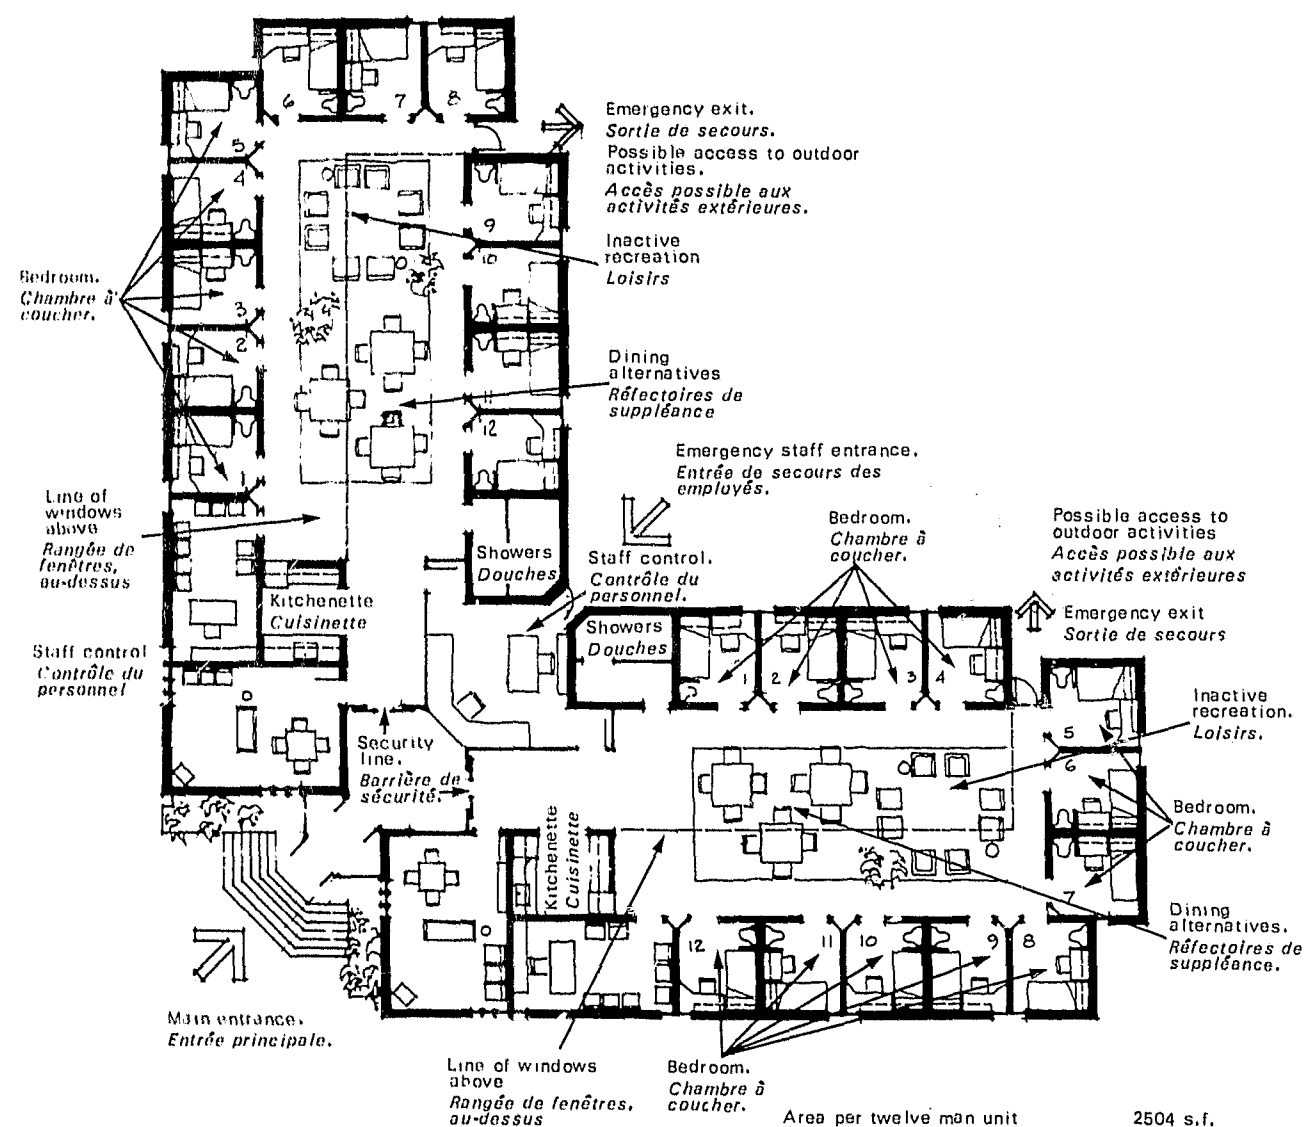 6
7
8
5
4
3
2
1
9
10
11
12
Emergency exit.
Sortie de secours.
Possible access to outdoor
activities.
Accès possible aux
activités extérieures.
Inactive
recreation
Loisirs
Bedroom.
Chambre à
coucher.
Dining
alternatives
Réfectoires de
suppléance
Emergency staff entrance.
Entrée de secours des
employés.
Line of
windows
above
Rangée de
fenêtres,
au-dessus
Showers
Douches
Staff control.
Contrôle du
personnel.
Bedroom.
Chambre à
coucher.
Possible access to
outdoor activities
Accès possible aux
activités extérieures
Emergency exit
Sortie de secours
Kitchenette
Cuisinette
Showers
Douches
Staff control
Contrôle du
personnel
1
2
3
4
5
6
7
Inactive
recreation.
Loisirs.
Security
line.
Barrière de
sécurité.
Kitchenette
Cuisinette
Bedroom.
Chambre à
coucher.
Dining
alternatives.
Réfectoires de
suppléance.
12
11
10
9
8
Main entrance.
Entrée principale.
Line of windows
above
Rangée de fenêtres,
au-dessus
Bedroom.
Chambre à
coucher.
Area per twelve man unit 2504 s.f.